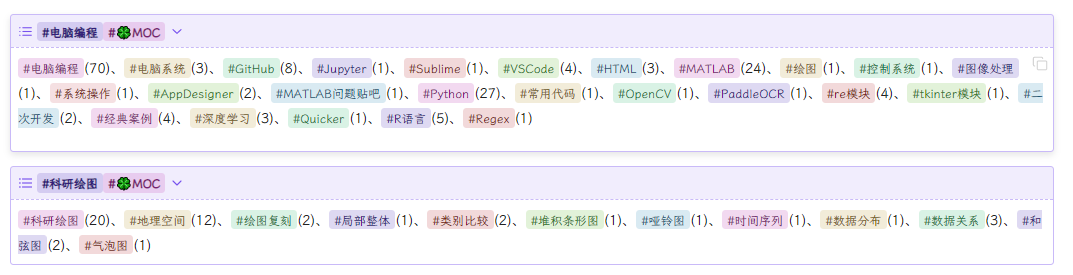 #电脑编程 #🍀MOC
#电脑编程(70)、#电脑系统(3)、#GitHub(8)、#Jupyter(1)、#Sublime(1)、#VSCode(4)、#HTML(3)、#MATLAB(24)、#绘图(1)、#控制系统(1)、#图像处理
(1)、#系统操作(1)、#AppDesigner(2)、#MATLAB问题贴吧(1)、#Python(27)、#常用代码(1)、#OpenCV(1)、#PaddleOCR(1)、#re模块(4)、#tkinter模块(1)、#二
次开发(2)、#经典案例(4)、#深度学习(3)、#Quicker(1)、#R语言(5)、#Regex(1)
#科研绘图 #🍀MOC
#科研绘图(20)、#地理空间(12)、#绘图复刻(2)、#局部整体(1)、#类别比较(2)、#堆积条形图(1)、#哑铃图(1)、#时间序列(1)、#数据分布(1)、#数据关系(3)、#和
弦图(2)、#气泡图(1)